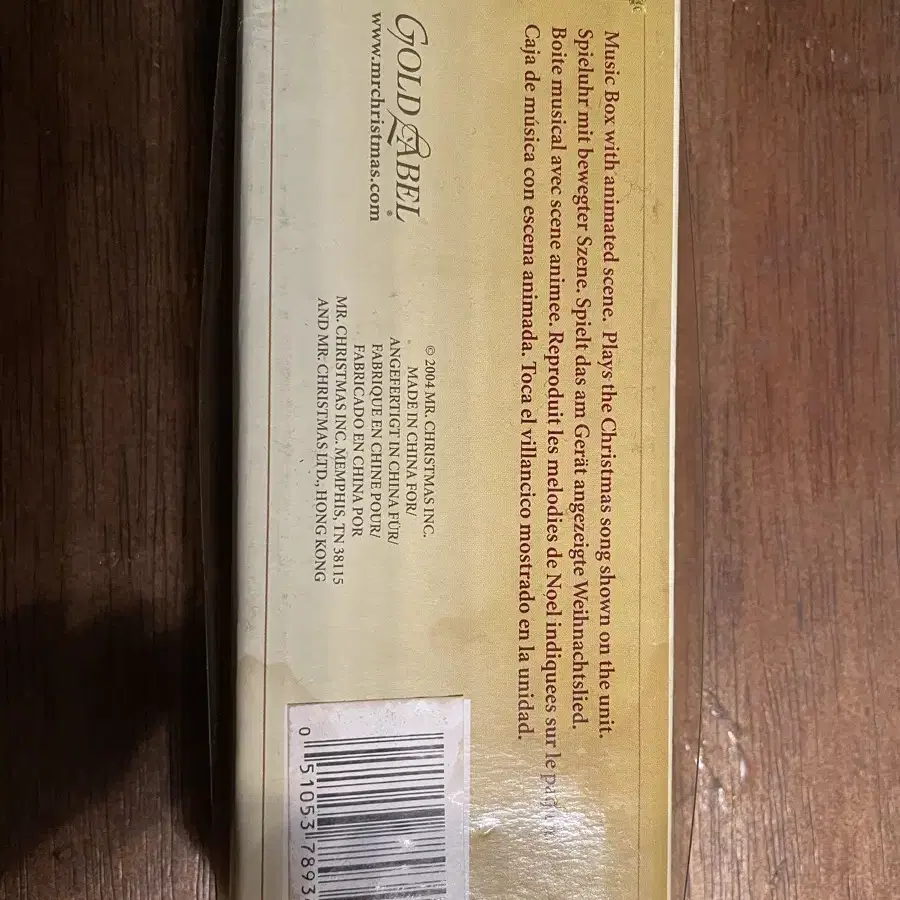 Music Box with animated scene. Plays the Christmas song shown on the unit.
Spieluhr mit bewegter Szene. Spielt das am Gerät angezeigte Weihnachtslied.
Boite musical avec scene animee. Reproduit les melodies de Noel indiquees sur le
Caja de música con escena animada. Toca el villancico mostrado en la unidad.
GOLD LABEL
www.mrchristmas.com
© 2004 MR. CHRISTMAS INC.
MADE IN CHINA FOR/
ANGEFERTIGT IN CHINA FÜR/
FABRIQUE EN CHINE POUR/
FABRICADO EN CHINA POR
MR. CHRISTMAS INC. MEMPHIS, TN 38115
AND MR. CHRISTMAS LTD., HONG KONG
0 51053 7893